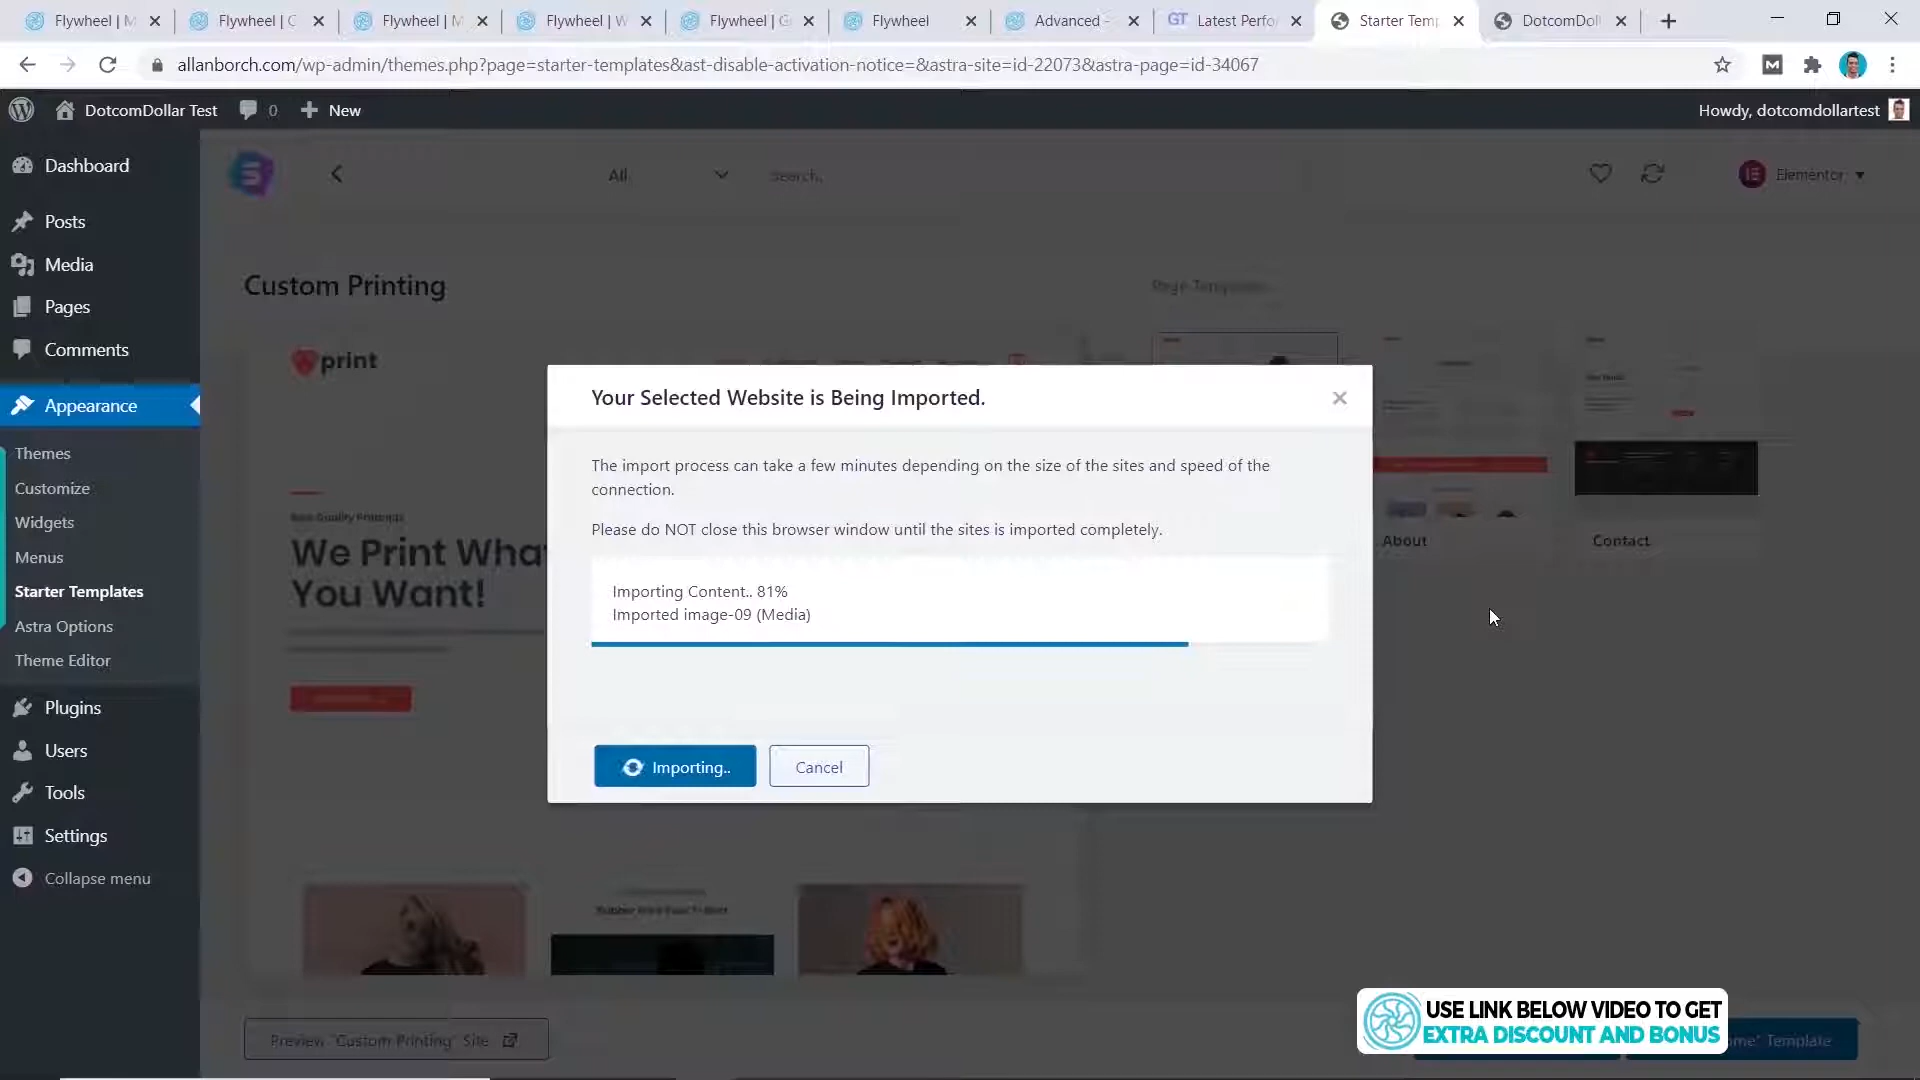 Flywheel | M
Flywheel | C
Flywheel | M
Flywheel | W
Flywheel | G
Flywheel
Advanced -
GT Latest Perfo
Starter Temp
DotcomDoll
allanborch.com/wp-admin/themes.php?page=starter-templates&ast-disable-activation-notice=&astra-site=id-22073&astra-page=id-34067
DotcomDollar Test
0
New
Howdy, dotcomdollartest
Dashboard
Posts
Media
Pages
Comments
Appearance
Themes
Customize
Widgets
Menus
Starter Templates
Astra Options
Theme Editor
Plugins
Users
Tools
Settings
Collapse menu
All
Search..
Elementor
Custom Printing
Page Templates
print
Best Quality Printings
We Print What
You Want!
About
Contact
Your Selected Website is Being Imported.
The import process can take a few minutes depending on the size of the sites and speed of the
connection.
Please do NOT close this browser window until the sites is imported completely.
Importing Content.. 81%
Imported image-09 (Media)
Importing..
Cancel
Preview "Custom Printing" Site
USE LINK BELOW VIDEO TO GET
EXTRA DISCOUNT AND BONUS
ome" Template